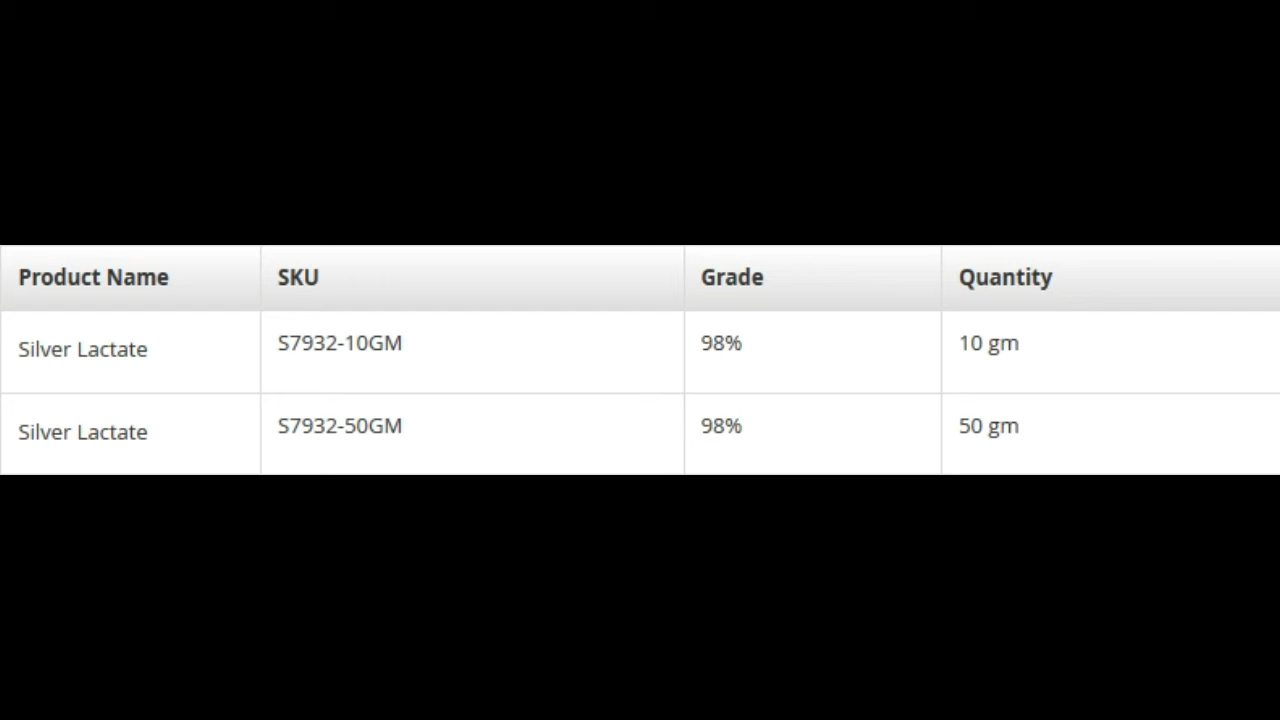 Product Name SKU Grade Quantity
Silver Lactate S7932-10GM 98% 10 gm
Silver Lactate S7932-50GM 98% 50 gm